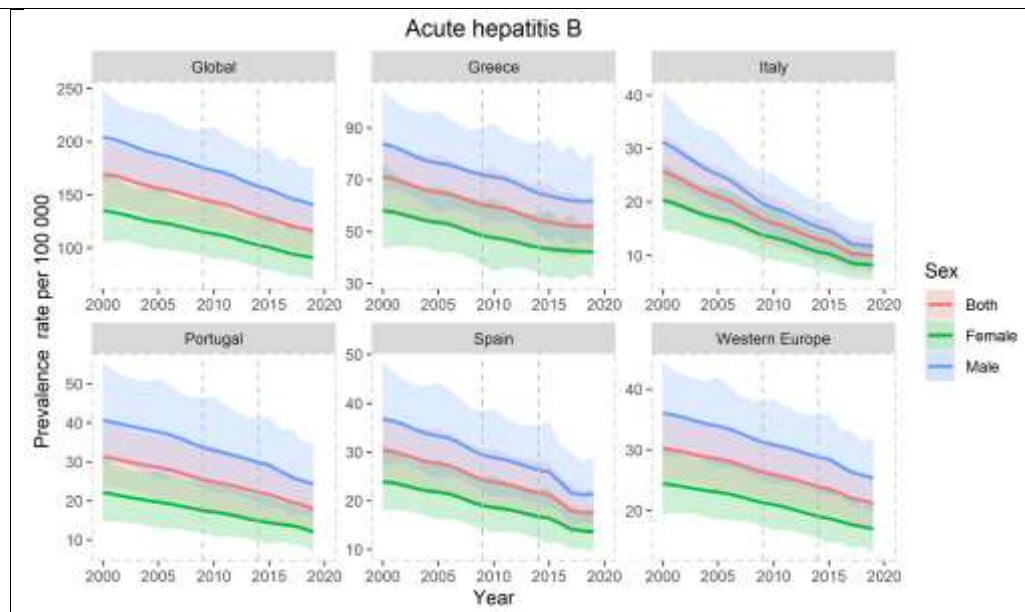 Acute hepatitis B
Global
Greece
Italy
250
200
150
100
90
70
50
30
40
30
20
10
2000 2005 2010 2015 2020
2000 2005 2010 2015 2020
2000 2005 2010 2015 2020
Portugal
Spain
Western Europe
50
40
30
20
10
50
40
30
20
10
40
30
20
2000 2005 2010 2015 2020
2000 2005 2010 2015 2020
2000 2005 2010 2015 2020
Prevalence rate per 100 000
Year
Sex
Both
Female
Male